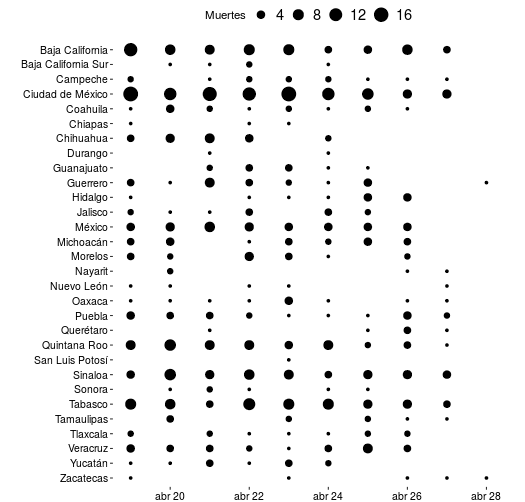 Muertes 4 8 12 16
Baja California
Baja California Sur
Campeche
Ciudad de México
Coahuila
Chiapas
Chihuahua
Durango
Guanajuato
Guerrero
Hidalgo
Jalisco
México
Michoacán
Morelos
Nayarit
Nuevo León
Oaxaca
Puebla
Querétaro
Quintana Roo
San Luis Potosí
Sinaloa
Sonora
Tabasco
Tamaulipas
Tlaxcala
Veracruz
Yucatán
Zacatecas
abr 20 abr 22 abr 24 abr 26 abr 28